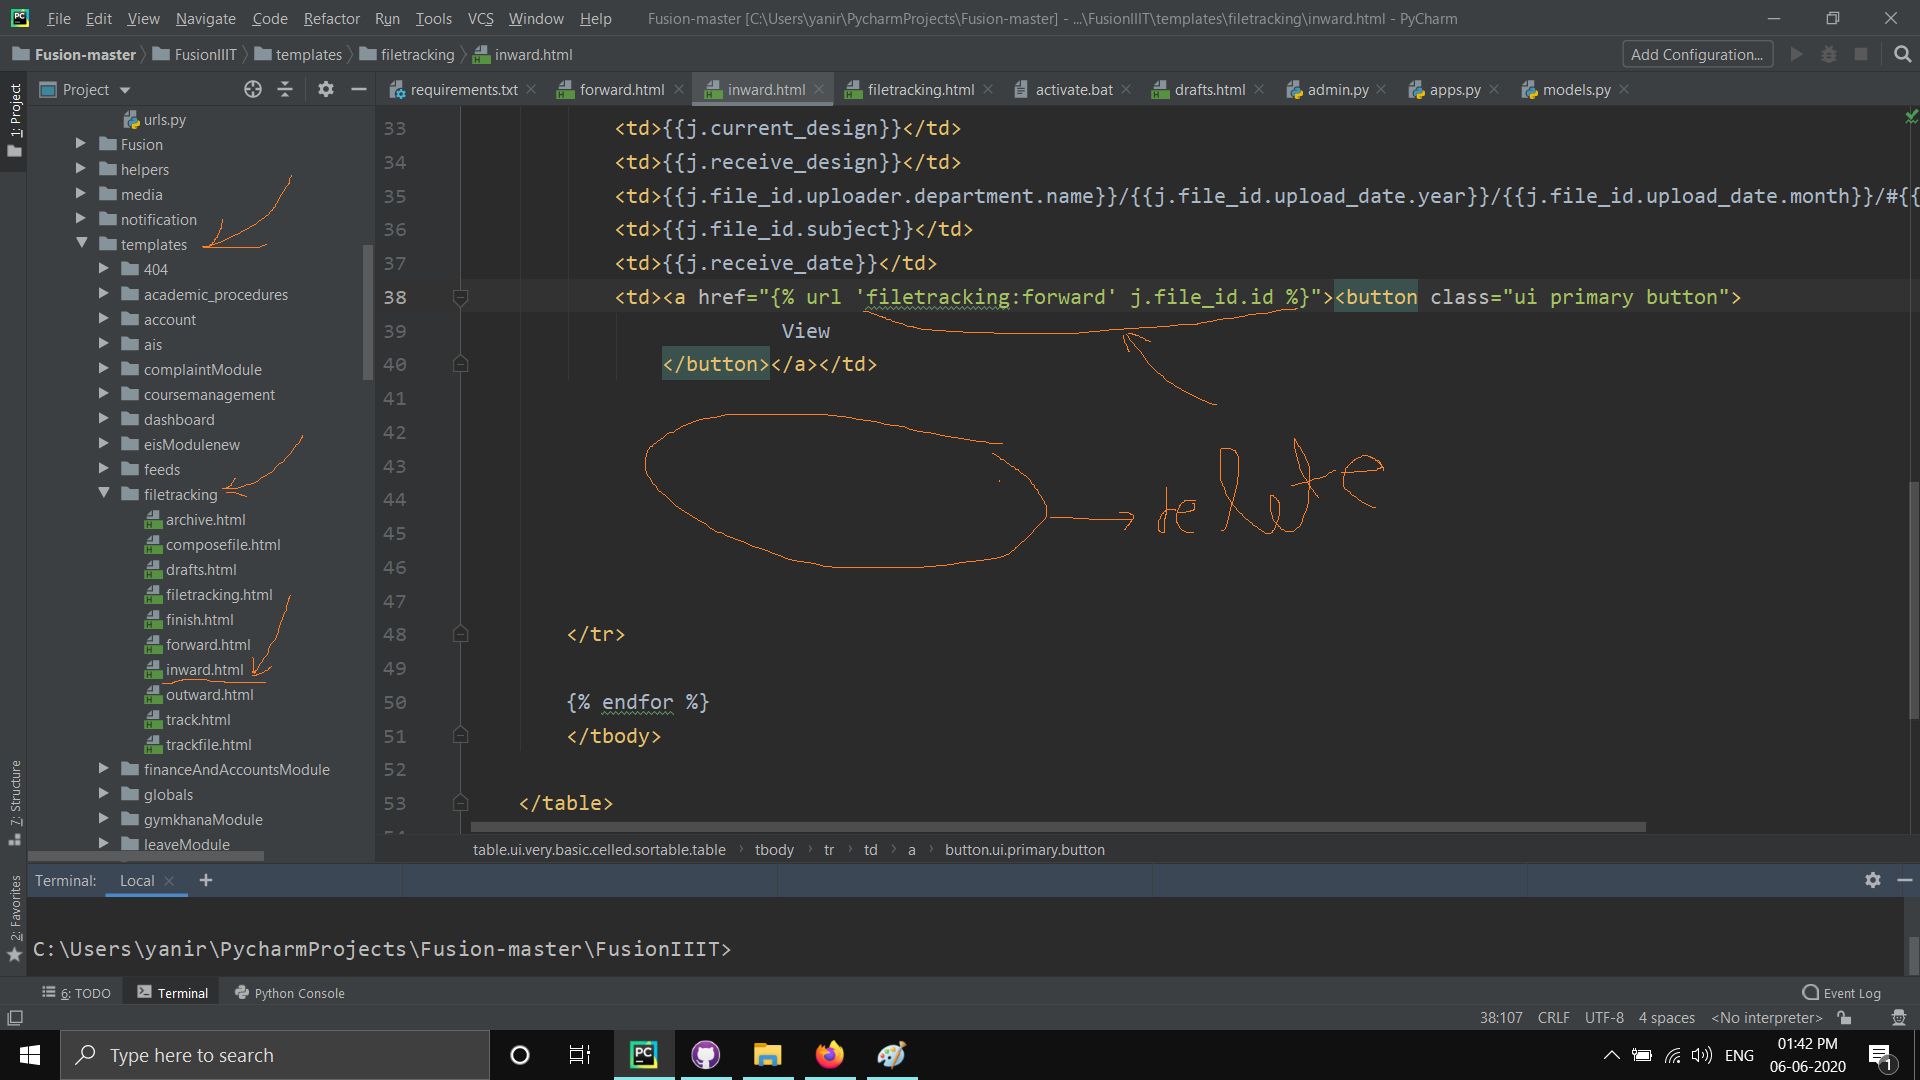 File Edit View Navigate Code Refactor Run Tools VCS Window Help Fusion-master [C:\Users\yanir\PycharmProjects\Fusion-master] - ...\FusionIIIT\templates\filetracking\inward.html - PyCharm
Fusion-master FusionIIIT templates filetracking inward.html Add Configuration...
1: Project
Project
requirements.txt forward.html inward.html filetracking.html activate.bat drafts.html admin.py apps.py models.py
urls.py
Fusion
helpers
media
notification
templates
404
academic_procedures
account
ais
complaintModule
coursemanagement
dashboard
eisModulenew
feeds
filetracking
archive.html
composefile.html
drafts.html
filetracking.html
finish.html
forward.html
inward.html
outward.html
track.html
trackfile.html
financeAndAccountsModule
globals
gymkhanaModule
leaveModule
33 <td>{{j.current_design}}</td>
34 <td>{{j.receive_design}}</td>
35 <td>{{j.file_id.uploader.department.name}}/{{j.file_id.upload_date.year}}/{{j.file_id.upload_date.month}}/#{{
36 <td>{{j.file_id.subject}}</td>
37 <td>{{j.receive_date}}</td>
38 <td><a href="{% url 'filetracking:forward' j.file_id.id %}"><button class="ui primary button">
39 View
40 </button></a></td>
41
42
43
delete
44
45
46
47
48 </tr>
49
50 {% endfor %}
51 </tbody>
52
53 </table>
table.ui.very.basic.celled.sortable.table tbody tr td a button.ui.primary.button
7: Structure
2: Favorites
Terminal: Local +
C:\Users\yanir\PycharmProjects\Fusion-master\FusionIIIT>
6: TODO Terminal Python Console Event Log
38:107 CRLF UTF-8 4 spaces <No interpreter>
Type here to search
ENG
01:42 PM
06-06-2020
1